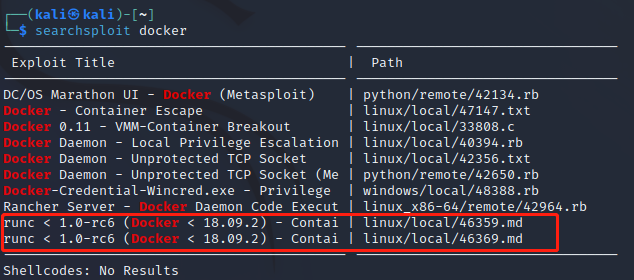 ┌──(kali㉿kali)-[~]
└─$ searchsploit docker
Exploit Title | Path
DC/OS Marathon UI - Docker (Metasploit) | python/remote/42134.rb
Docker - Container Escape | linux/local/47147.txt
Docker 0.11 - VMM-Container Breakout | linux/local/33808.c
Docker Daemon - Local Privilege Escalation | linux/local/40394.rb
Docker Daemon - Unprotected TCP Socket | linux/local/42356.txt
Docker Daemon - Unprotected TCP Socket (Me | python/remote/42650.rb
Docker-Credential-Wincred.exe - Privilege | windows/local/48388.rb
Rancher Server - Docker Daemon Code Execut | linux_x86-64/remote/42964.rb
runc < 1.0-rc6 (Docker < 18.09.2) - Contai | linux/local/46359.md
runc < 1.0-rc6 (Docker < 18.09.2) - Contai | linux/local/46369.md
Shellcodes: No Results